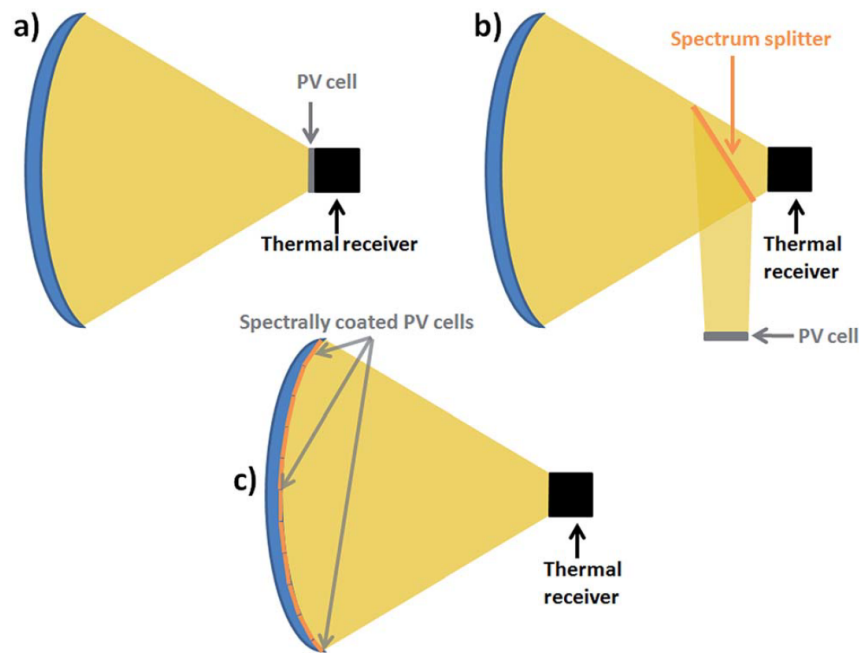 a)
PV cell
Thermal receiver
b)
Spectrum splitter
Thermal
receiver
PV cell
Spectrally coated PV cells
c)
Thermal
receiver